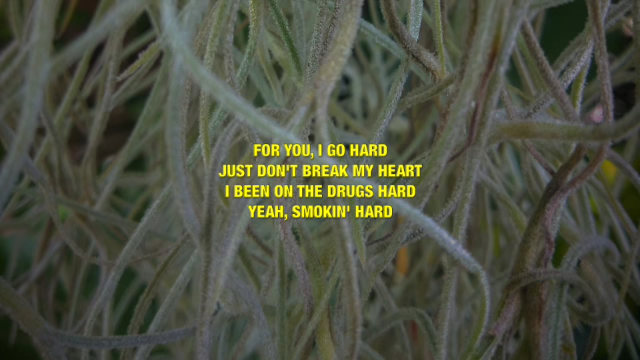 FOR YOU, I GO HARD
JUST DON'T BREAK MY HEART
I BEEN ON THE DRUGS HARD
YEAH, SMOKIN' HARD